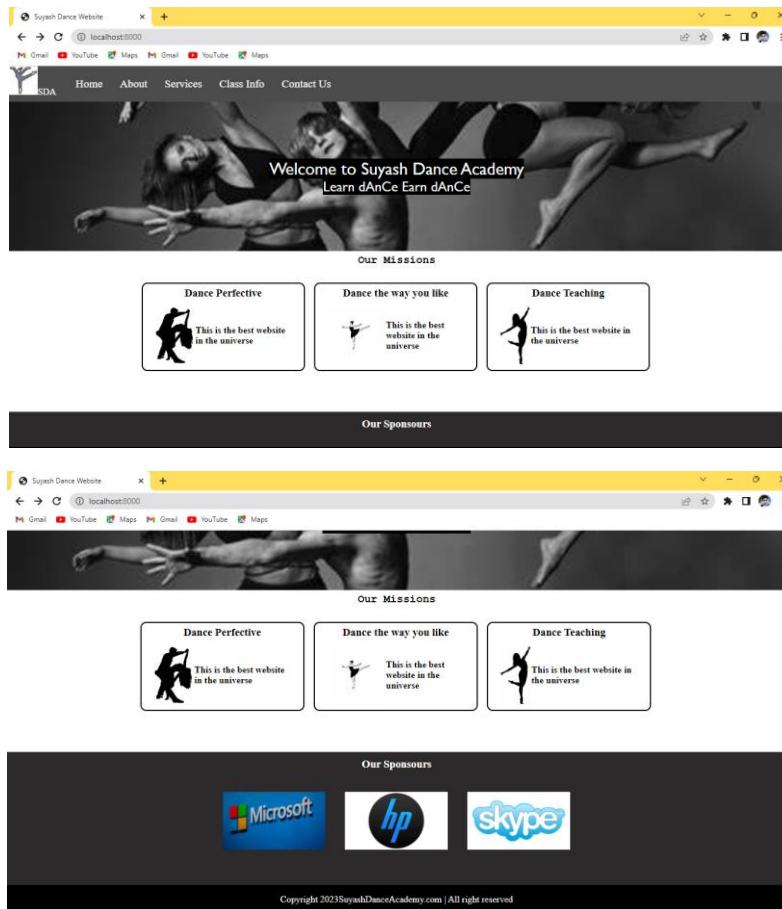 Suyash Dance Website
localhost:8000
Gmail YouTube Maps Gmail YouTube Maps
SDA Home About Services Class Info Contact Us
Welcome to Suyash Dance Academy
Learn dAnCe Earn dAnCe
Our Missions
Dance Perfective
This is the best website
in the universe
Dance the way you like
This is the best
website in the
universe
Dance Teaching
This is the best website in
the universe
Our Sponsours
Suyash Dance Website
localhost:8000
Gmail YouTube Maps Gmail YouTube Maps
Our Missions
Dance Perfective
This is the best website
in the universe
Dance the way you like
This is the best
website in the
universe
Dance Teaching
This is the best website in
the universe
Our Sponsours
Microsoft
hp
skype
Copyright 2023SuyashDanceAcademy.com | All right reserved